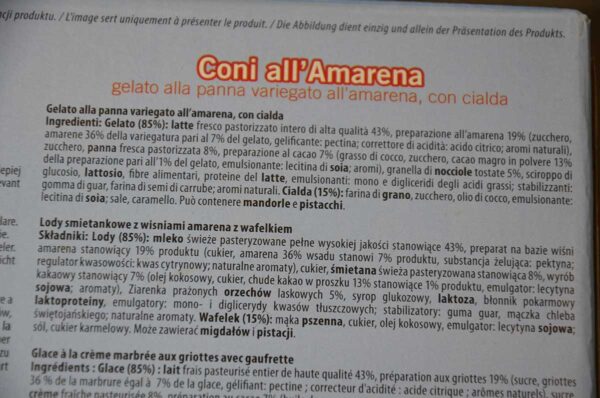 ncji produktu. / L'image sert uniquement à présenter le produit. / Die Abbildung dient einzig und allein der Präsentation des Produkts.
Coni all'Amarena
gelato alla panna variegato all'amarena, con cialda
Gelato alla panna variegato all'amarena, con cialda
Ingredienti: Gelato (85%): latte fresco pastorizzato intero di alta qualità 43%, preparazione all'amarena 19% (zucchero,
amarene 36% della variegatura pari al 7% del gelato, gelificante: pectina; correttore di acidità: acido citrico; aromi naturali),
zucchero, panna fresca pastorizzata 8%, preparazione al cacao 7% (grasso di cocco, zucchero, cacao magro in polvere 13%
della preparazione pari all'1% del gelato, emulsionante: lecitina di soia; aromi), granella di nocciole tostate 5%, sciroppo di
glucosio, lattosio, fibre alimentari, proteine del latte, emulsionanti: mono e digliceridi degli acidi grassi; stabilizzanti:
gomma di guar, farina di semi di carrube; aromi naturali. Cialda (15%): farina di grano, zucchero, olio di cocco, emulsionante:
lecitina di soia; sale, caramello. Può contenere mandorle e pistacchi.
Lody smietankowe z wisniami amarena z wafelkiem
Składniki: Lody (85%): mleko świeże pasteryzowane pełne wysokiej jakości stanowiące 43%, preparat na bazie wiśni
amarena stanowiący 19% produktu (cukier, amarena 36% wsadu stanowi 7% produktu, substancja żelująca: pektyna;
regulator kwasowości: kwas cytrynowy; naturalne aromaty), cukier, śmietana świeża pasteryzowana stanowiąca 8%, wyrób
kakaowy stanowiący 7% (olej kokosowy, cukier, chude kakao w proszku 13% stanowiące 1% produktu, emulgator: lecytyna
sojowa; aromaty), Ziarenka prażonych orzechów laskowych 5%, syrop glukozowy, laktoza, błonnik pokarmowy
laktoproteiny, emulgatory: mono- i diglicerydy kwasów tłuszczowych; stabilizatory: guma guar, mączka chleba
świętojańskiego; naturalne aromaty. Wafelek (15%): mąka pszenna, cukier, olej kokosowy, emulgator: lecytyna sojowa;
sól, cukier karmelowy. Może zawierać migdałów i pistacji.
Glace à la crème marbrée aux griottes avec gaufrette
Ingrédients : Glace (85%) : lait frais pasteurisé entier de haute qualité 43%, préparation aux griottes 19% (sucre, griottes
36 % de la marbrure égal à 7% de la glace, gélifiant: pectine ; correcteur d'acidité : acide citrique ; arômes naturels), sucre
crème fraîche pasteurisée 8%, préparation au cacao 7%